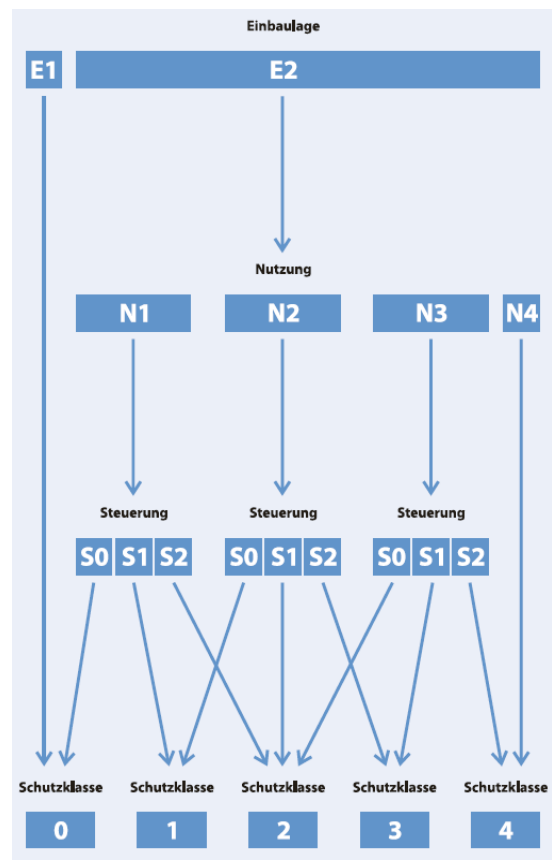 Einbaulage
E1 E2
Nutzung
N1 N2 N3 N4
Steuerung Steuerung Steuerung
S0 S1 S2 S0 S1 S2 S0 S1 S2
Schutzklasse Schutzklasse Schutzklasse Schutzklasse Schutzklasse
0 1 2 3 4